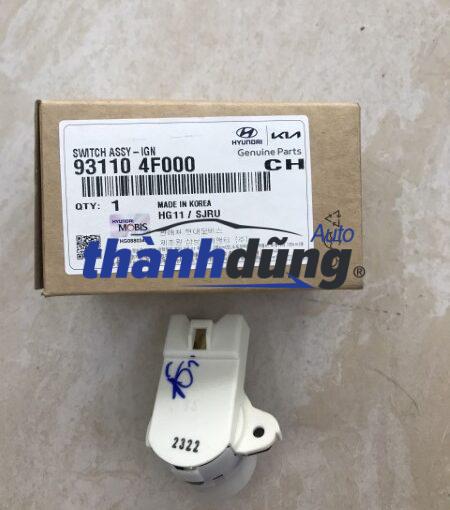 SWITCH ASSY-IGN
93110 4F000
HYUNDAI KIA
Genuine Parts
CH
QTY: 1
MADE IN KOREA
HG11 / SJRU
HYUNDAI
MOBIS
Auto
thànhdũng®
2322